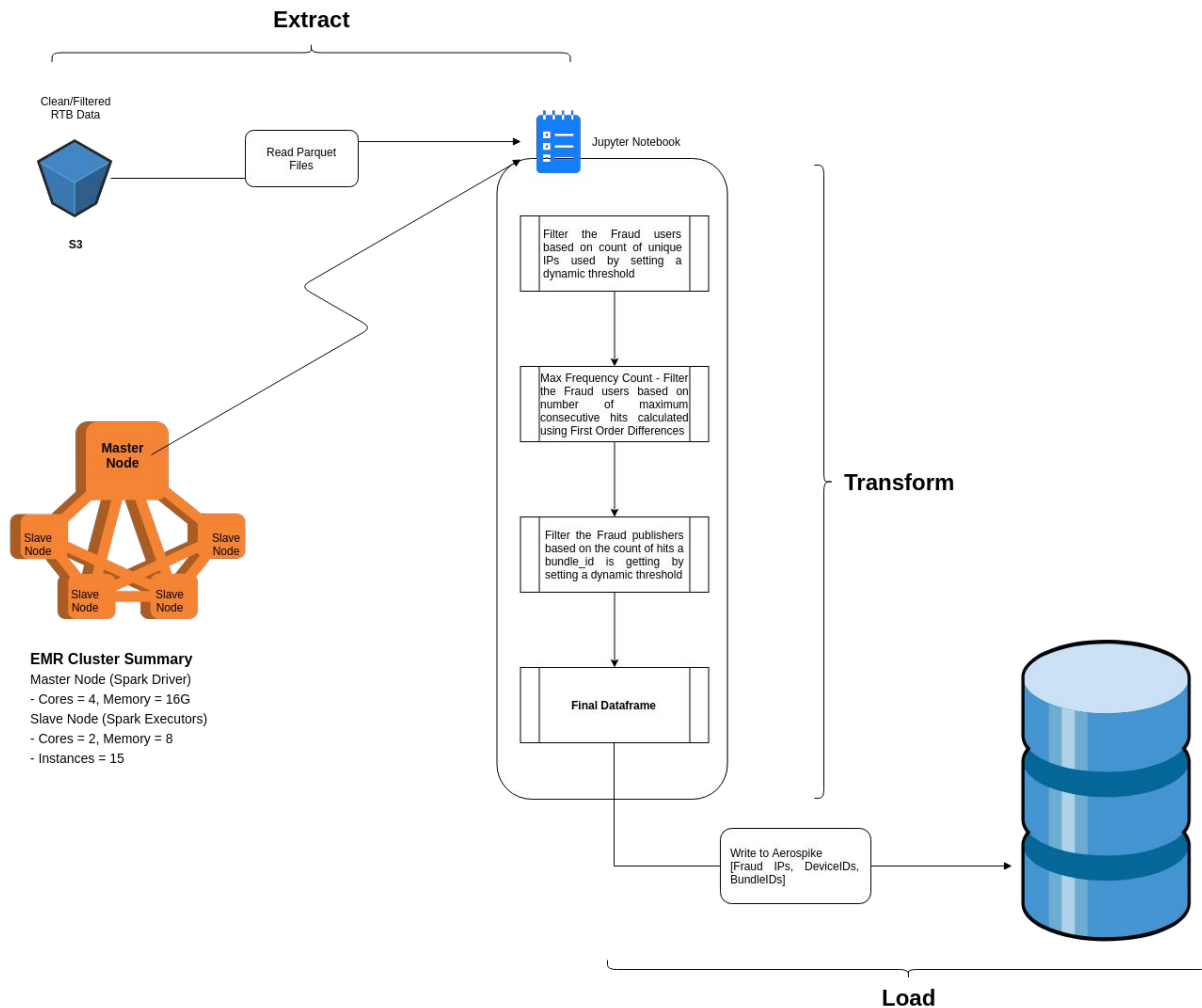 Extract
Clean/Filtered
RTB Data
Read Parquet
Files
Jupyter Notebook
S3
Filter the Fraud users
based on count of unique
IPs used by setting a
dynamic threshold
Max Frequency Count - Filter
the Fraud users based on
number of maximum
consecutive hits calculated
using First Order Differences
Filter the Fraud publishers
based on the count of hits a
bundle_id is getting by
setting a dynamic threshold
Final Dataframe
Transform
Master
Node
Slave
Node
Slave
Node
Slave
Node
Slave
Node
EMR Cluster Summary
Master Node (Spark Driver)
- Cores = 4, Memory = 16G
Slave Node (Spark Executors)
- Cores = 2, Memory = 8
- Instances = 15
Write to Aerospike
[Fraud IPs, DeviceIDs,
BundleIDs]
Load